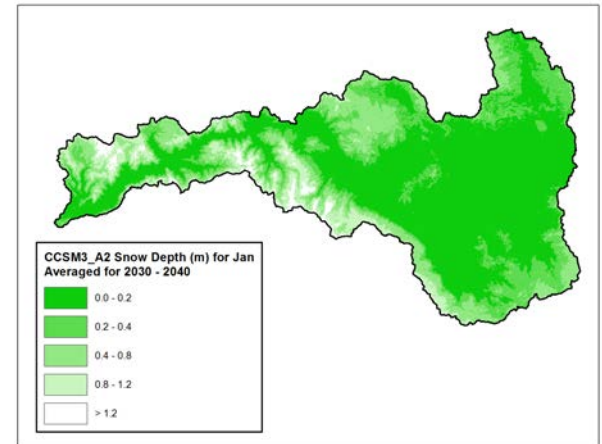 CCSM3_A2 Snow Depth (m) for Jan
Averaged for 2030 - 2040
0.0 - 0.2
0.2 - 0.4
0.4 - 0.8
0.8 - 1.2
> 1.2